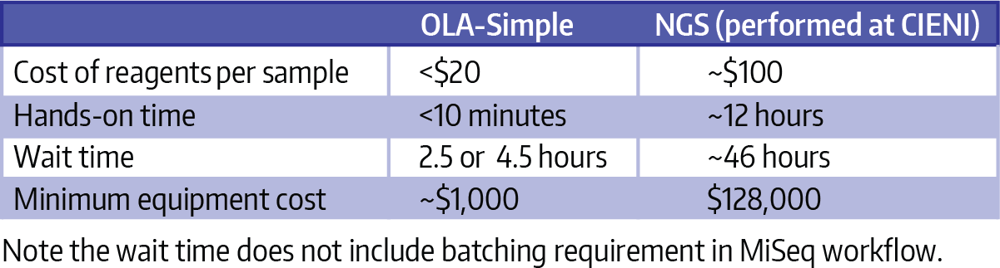 OLA-Simple NGS (performed at CIENI)
Cost of reagents per sample <$20 ~$100
Hands-on time <10 minutes ~12 hours
Wait time 2.5 or 4.5 hours ~46 hours
Minimum equipment cost ~$1,000 $128,000
Note the wait time does not include batching requirement in MiSeq workflow.